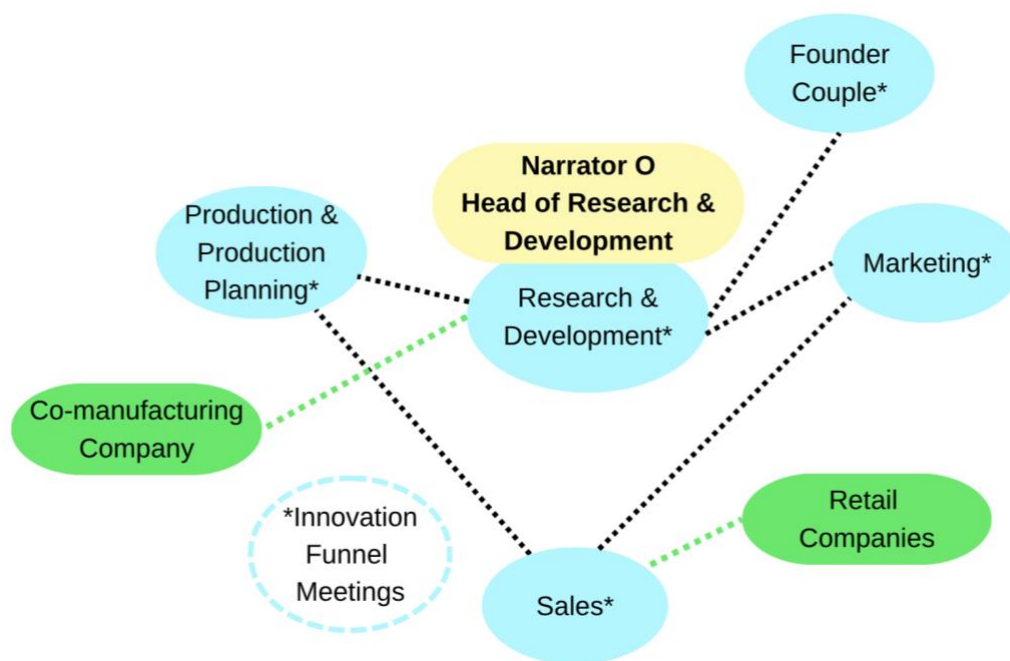 Founder
Couple*
Narrator O
Head of Research &
Development
Production &
Production
Planning*
Research &
Development*
Marketing*
Co-manufacturing
Company
*Innovation
Funnel
Meetings
Retail
Companies
Sales*